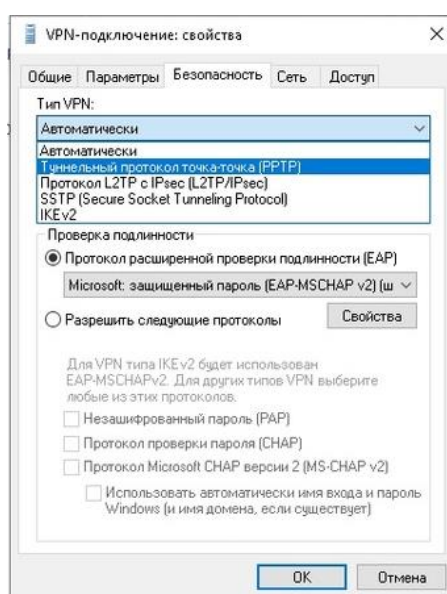 VPN-подключение: свойства
Общие Параметры Безопасность Сеть Доступ
Тип VPN:
Автоматически
Автоматически
Туннельный протокол точка-точка (PPTP)
Протокол L2TP с IPsec (L2TP/IPsec)
SSTP (Secure Socket Tunneling Protocol)
IKEv2
Проверка подлинности
Протокол расширенной проверки подлинности (EAP)
Microsoft: защищенный пароль (EAP-MSCHAP v2) (ш
Разрешить следующие протоколы
Свойства
Для VPN типа IKEv2 будет использован
EAP-MSCHAPv2. Для других типов VPN выберите
любые из этих протоколов.
Незашифрованный пароль (PAP)
Протокол проверки пароля (CHAP)
Протокол Microsoft CHAP версии 2 (MS-CHAP v2)
Использовать автоматически имя входа и пароль
Windows (и имя домена, если существует)
OK Отмена